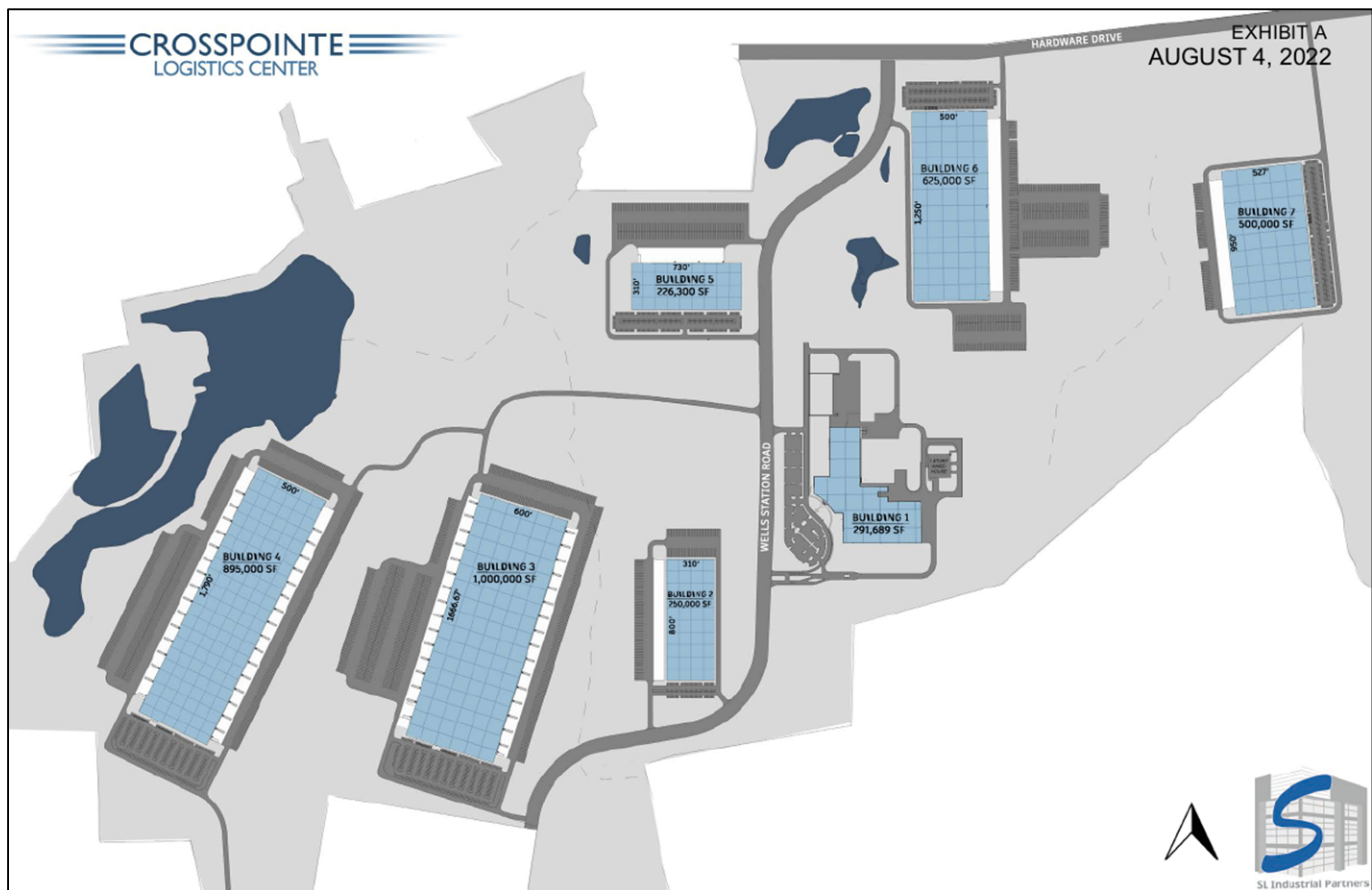 CROSSPOINTE
LOGISTICS CENTER
EXHIBIT A
AUGUST 4, 2022
HARDWARE DRIVE
500'
BUILDING 6
625,000 SF
1,250'
527'
BUILDING 7
500,000 SF
950'
730'
BUILDING 5
226,300 SF
310'
WELLS STATION ROAD
BUILDING 1
291,689 SF
500'
BUILDING 4
895,000 SF
1,790'
600'
BUILDING 3
1,000,000 SF
1666.67'
310'
BUILDING 2
250,000 SF
800'
S
SL Industrial Partners